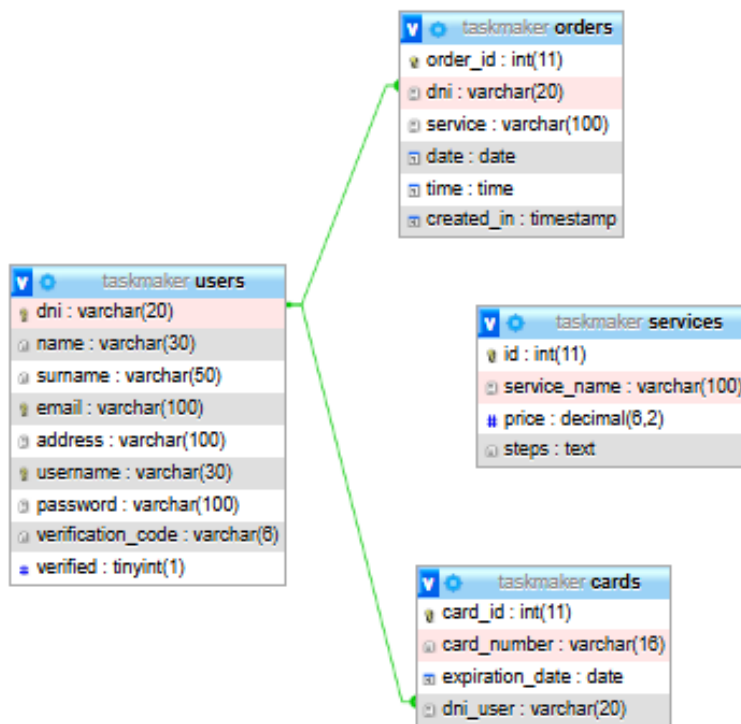 taskmaker orders
order_id : int(11)
dni : varchar(20)
service : varchar(100)
date : date
time : time
created_in : timestamp
taskmaker users
dni : varchar(20)
name : varchar(30)
surname : varchar(50)
email : varchar(100)
address : varchar(100)
username : varchar(30)
password : varchar(100)
verification_code : varchar(6)
verified : tinyint(1)
taskmaker services
id : int(11)
service_name : varchar(100)
price : decimal(6,2)
steps : text
taskmaker cards
card_id : int(11)
card_number : varchar(16)
expiration_date : date
dni_user : varchar(20)